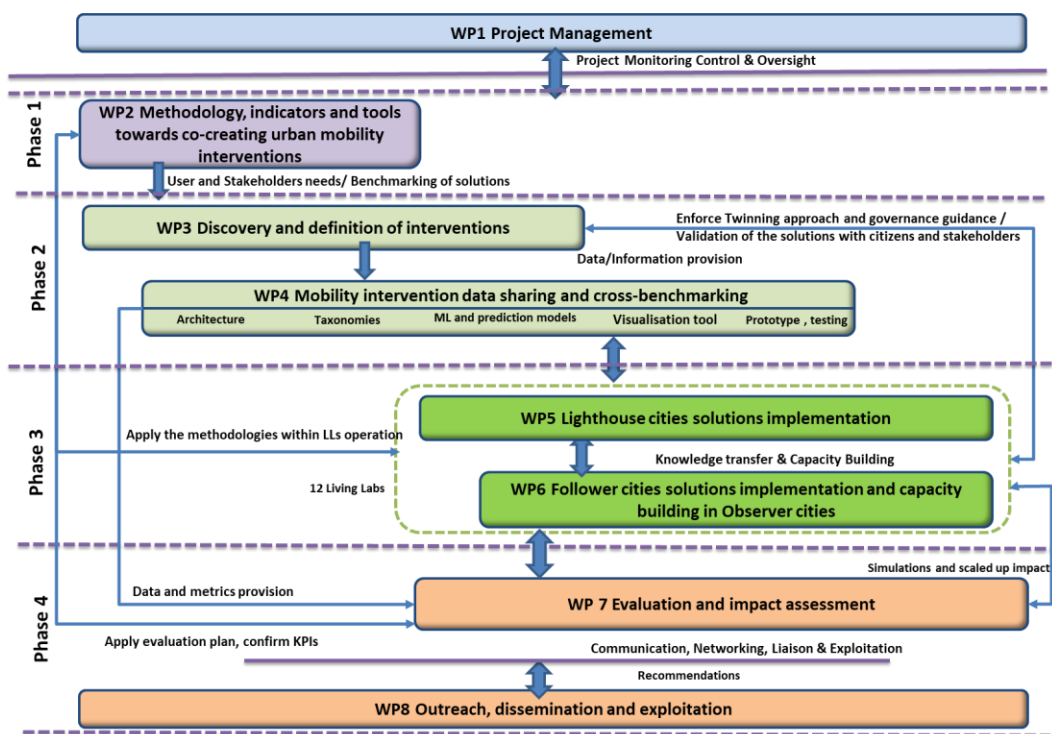 WP1 Project Management
Project Monitoring Control & Oversight
Phase 1
WP2 Methodology, indicators and tools
towards co-creating urban mobility
interventions
User and Stakeholders needs/ Benchmarking of solutions
Phase 2
WP3 Discovery and definition of interventions
Enforce Twinning approach and governance guidance /
Validation of the solutions with citizens and stakeholders
Data/Information provision
WP4 Mobility intervention data sharing and cross-benchmarking
Architecture
Taxonomies
ML and prediction models
Visualisation tool
Prototype , testing
Phase 3
WP5 Lighthouse cities solutions implementation
Apply the methodologies within LLs operation
Knowledge transfer & Capacity Building
12 Living Labs
WP6 Follower cities solutions implementation and capacity
building in Observer cities
Phase 4
Simulations and scaled up impact
Data and metrics provision
WP 7 Evaluation and impact assessment
Apply evaluation plan, confirm KPIs
Communication, Networking, Liaison & Exploitation
Recommendations
WP8 Outreach, dissemination and exploitation